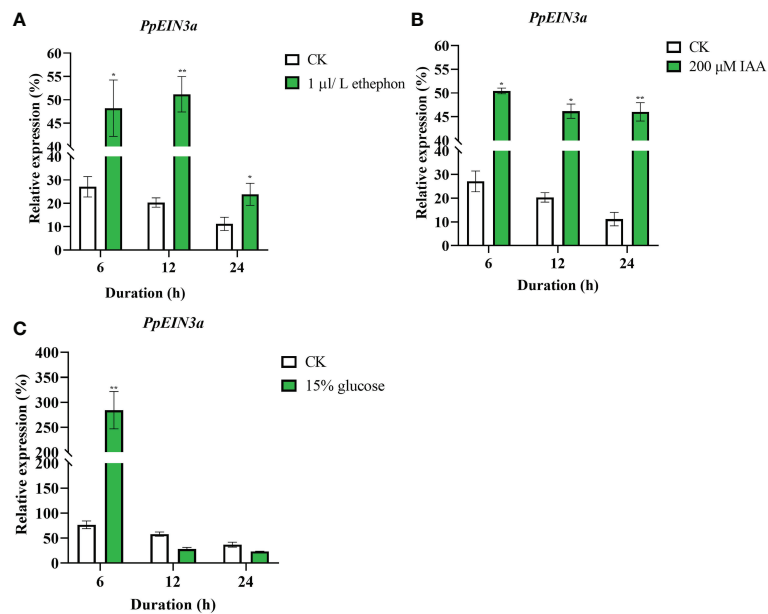 A
PpEIN3a
Relative expression (%)
60
55
50
45
40
40
30
20
10
0
*
**
*
6
12
24
Duration (h)
CK
1 μl/ L ethephon
B
PpEIN3a
Relative expression (%)
60
55
50
45
40
40
30
20
10
0
*
*
**
6
12
24
Duration (h)
CK
200 μM IAA
C
PpEIN3a
Relative expression (%)
400
350
300
250
200
200
150
100
50
0
**
6
12
24
Duration (h)
CK
15% glucose